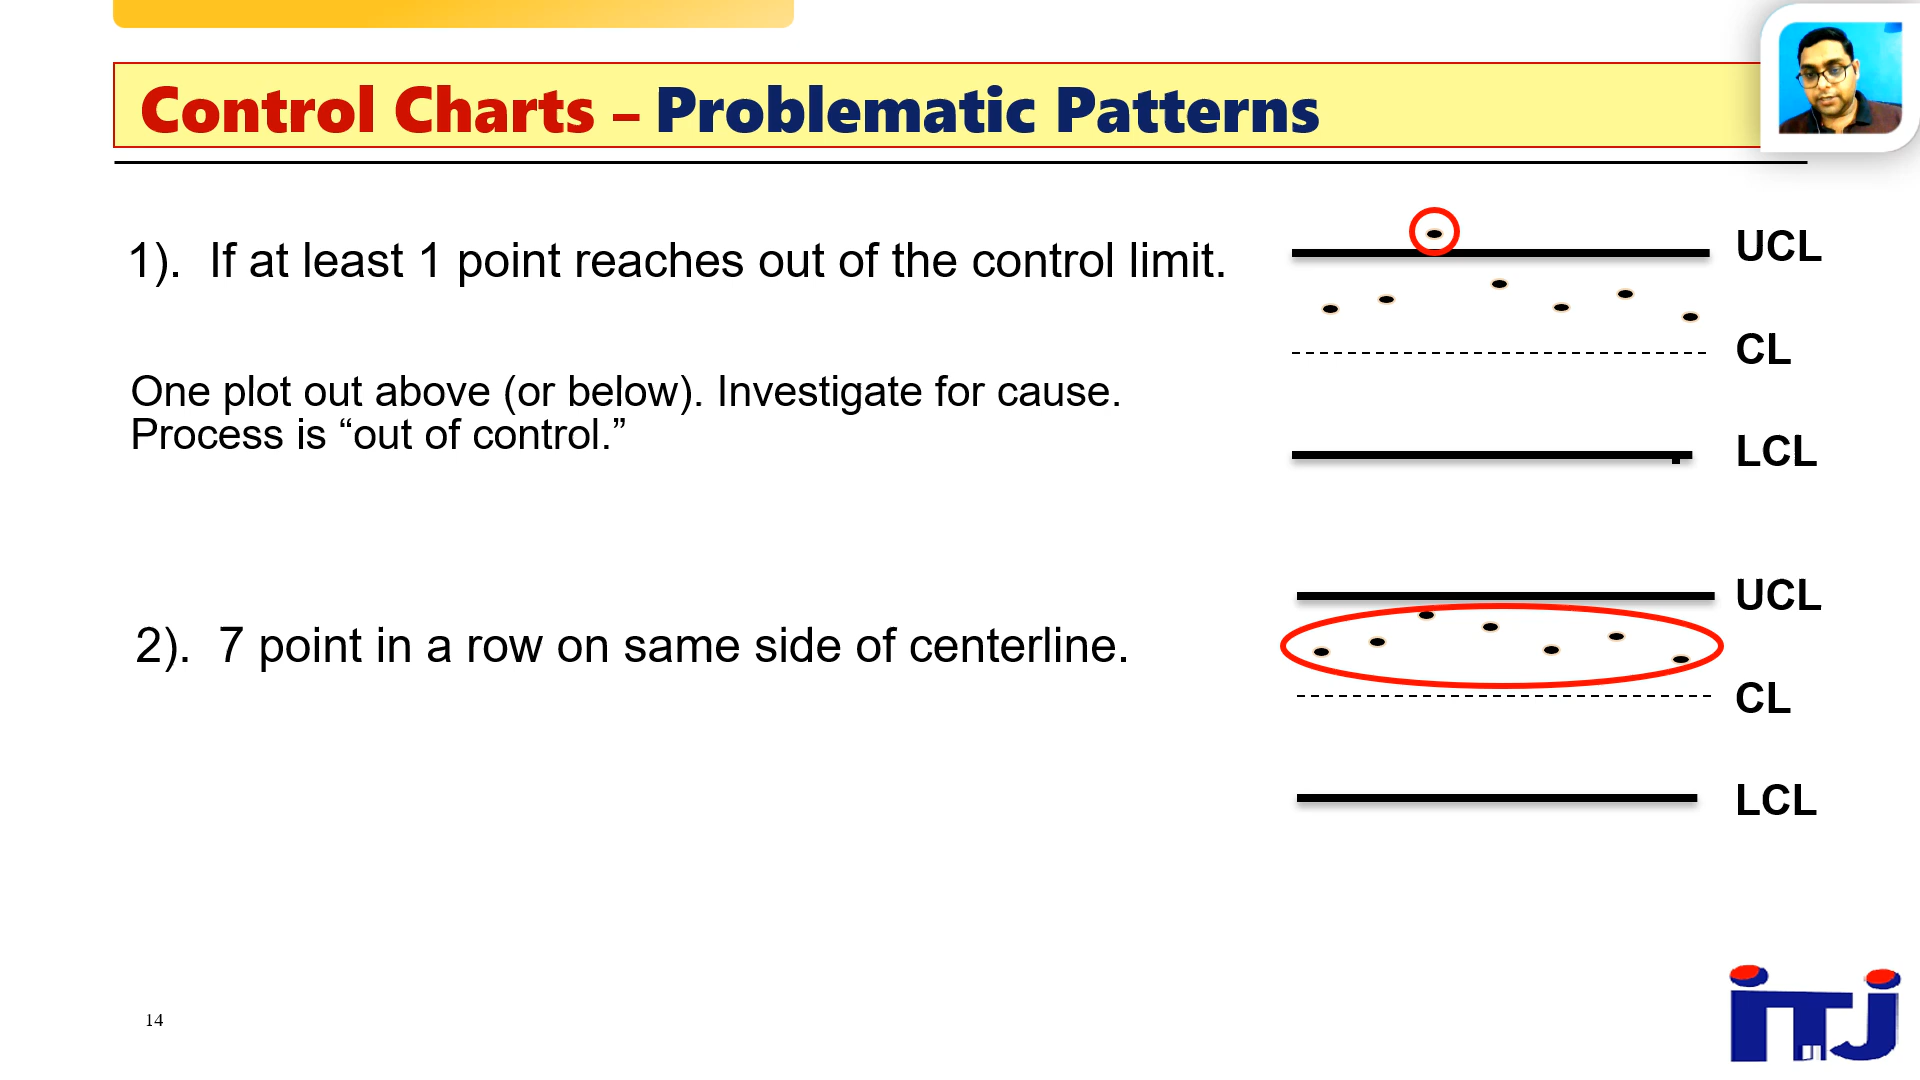 Control Charts – Problematic Patterns
1).  If at least 1 point reaches out of the control limit.
UCL
CL
One plot out above (or below). Investigate for cause.
Process is “out of control.”
LCL
UCL
2).  7 point in a row on same side of centerline.
CL
LCL
14
iTj